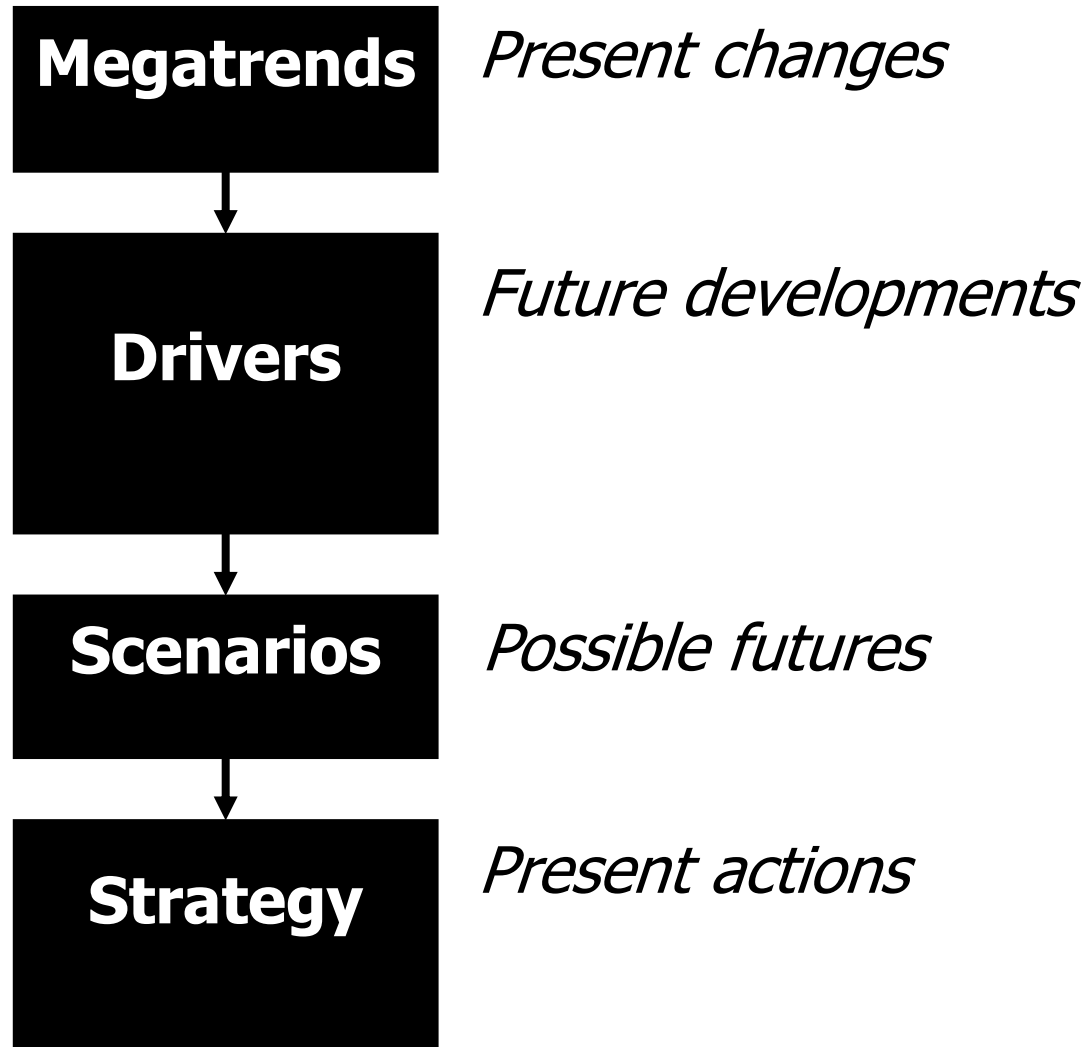 Megatrends
Present changes
Drivers
Future developments
Scenarios
Possible futures
Strategy
Present actions